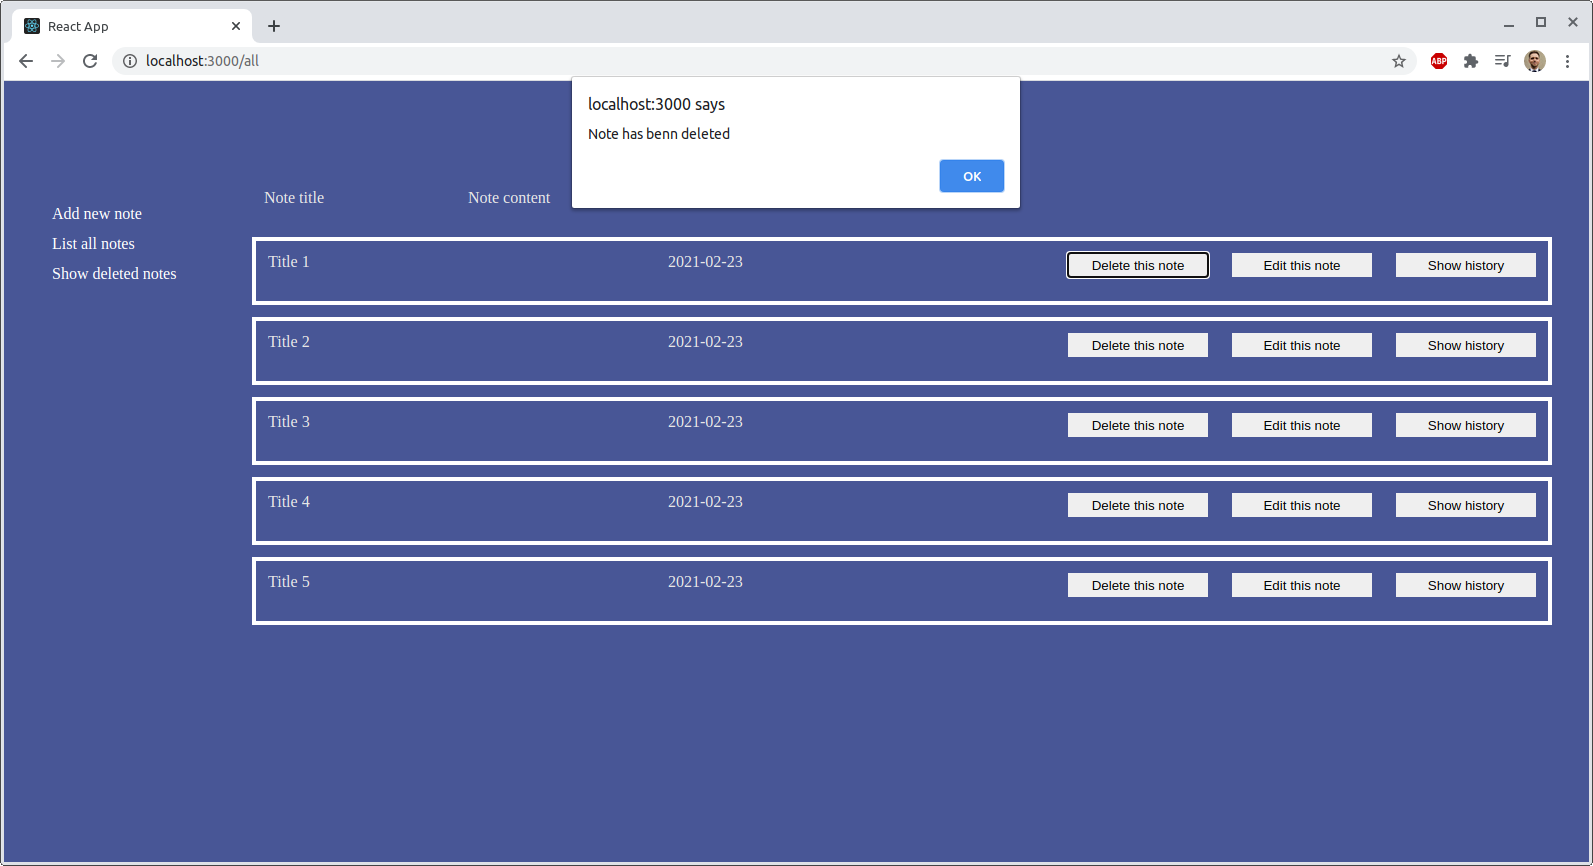 React App
localhost:3000/all
ABP
localhost:3000 says
Note has benn deleted
OK
Note title Note content
Add new note
List all notes
Show deleted notes
Title 1 2021-02-23 Delete this note Edit this note Show history
Title 2 2021-02-23 Delete this note Edit this note Show history
Title 3 2021-02-23 Delete this note Edit this note Show history
Title 4 2021-02-23 Delete this note Edit this note Show history
Title 5 2021-02-23 Delete this note Edit this note Show history